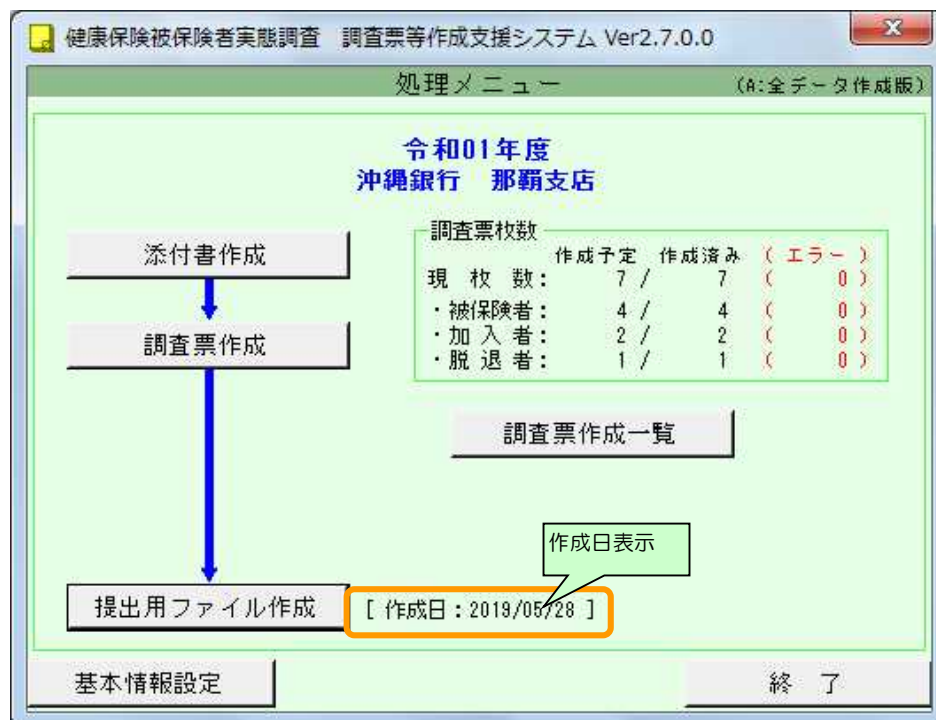 健康保険被保険者実態調査 調査票等作成支援システム Ver2.7.0.0
処理メニュー (A:全データ作成版)
令和01年度
沖縄銀行 那覇支店
添付書作成
調査票作成
調査票枚数
作成予定 作成済み ( エラー )
現 枚 数: 7 / 7 ( 0 )
・被保険者: 4 / 4 ( 0 )
・加 入 者: 2 / 2 ( 0 )
・脱 退 者: 1 / 1 ( 0 )
調査票作成一覧
作成日表示
提出用ファイル作成 [ 作成日:2019/05/28 ]
基本情報設定 終 了